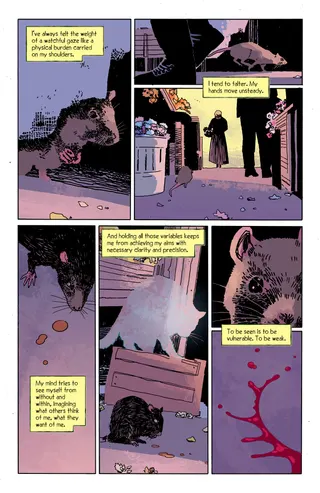 I've always felt the weight
of a watchful gaze like a
physical burden carried
on my shoulders.
I tend to falter. My
hands move unsteady.
My mind tries to
see myself from
without and
within, imagining
what others think
of me, what they
want of me.
And holding all those variables keeps
me from achieving my aims with
necessary clarity and precision.
To be seen is to be
vulnerable. To be weak.